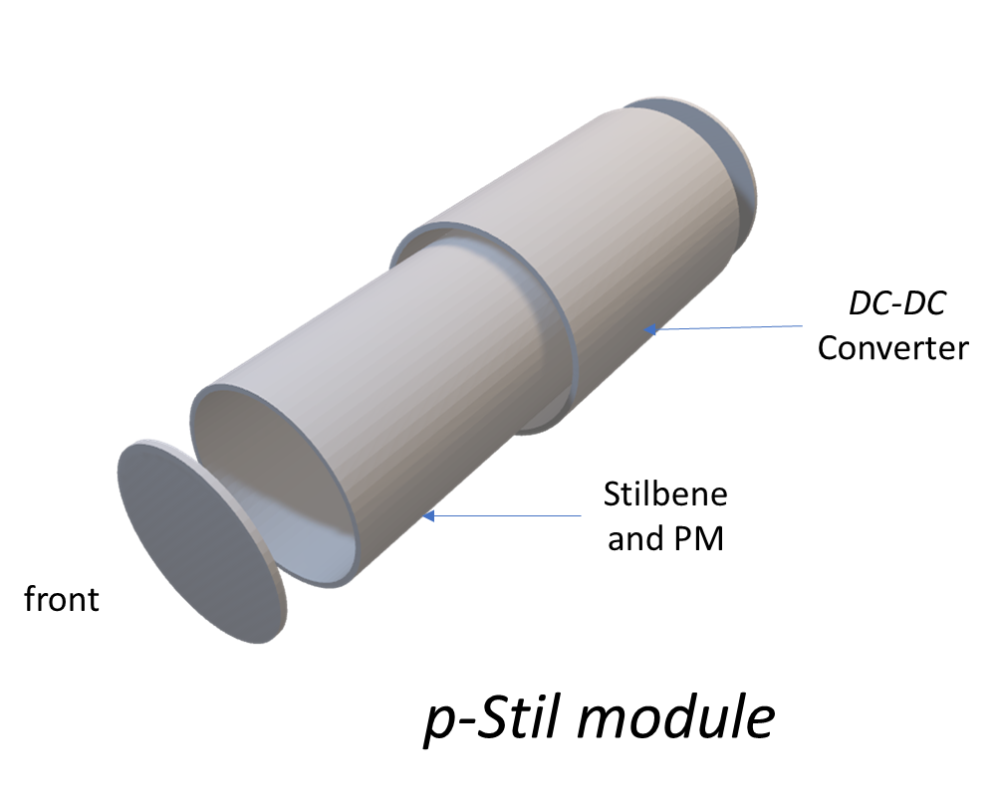 DC-DC
Converter
Stilbene
and PM
front
p-Stil module